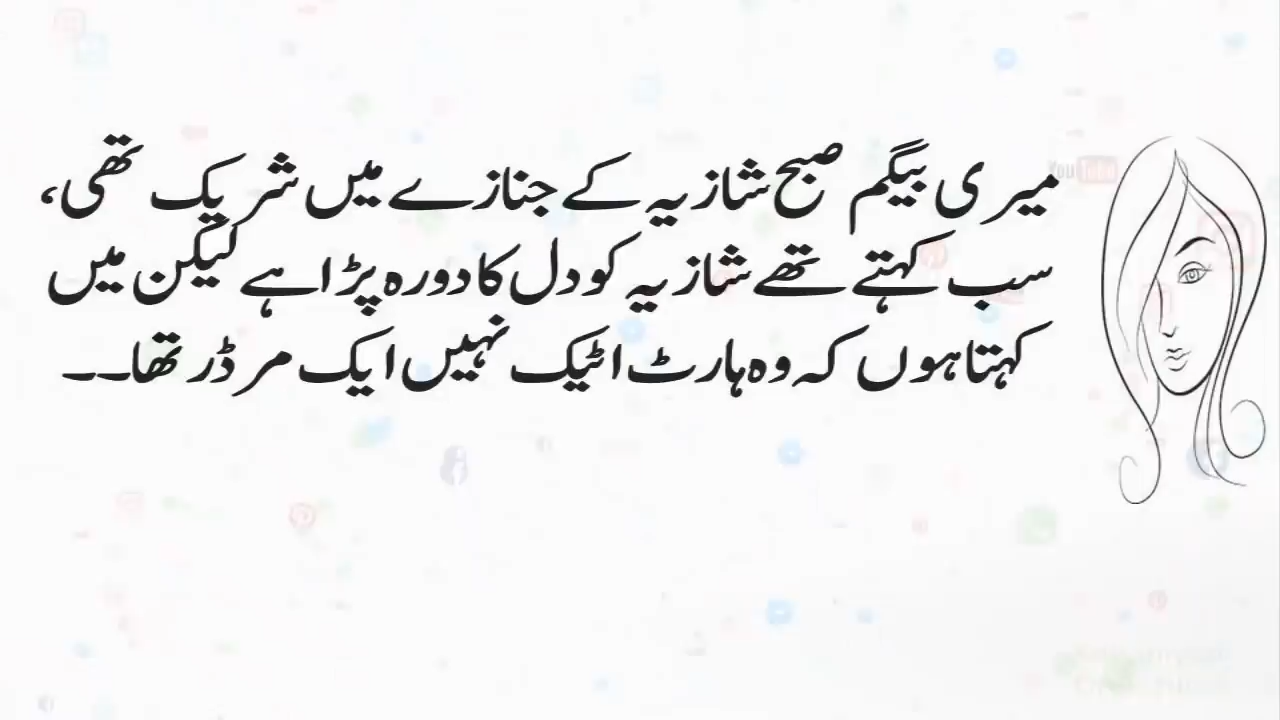 میری بیگم صبح شازیہ کے جنازے میں شریک تھی،
سب کہتے تھے شازیہ کو دل کا دورہ پڑا ہے لیکن میں
کہتا ہوں کہ وہ ہارٹ اٹیک نہیں ایک مرڈر تھا۔۔
YouTube